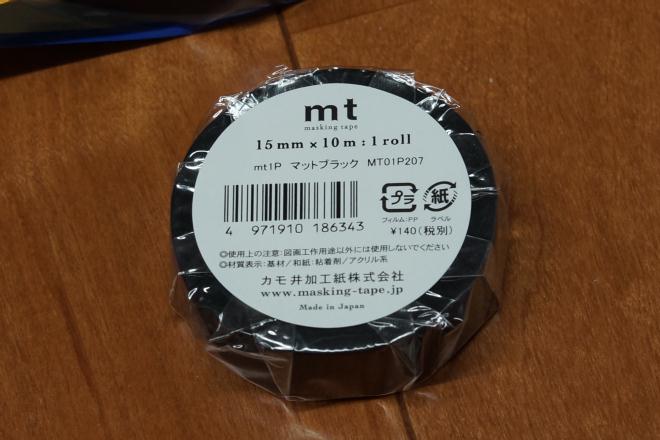 mt
masking tape
15mm × 10m : 1 roll
mt1P マットブラック MT01P207
4 971910 186343
プラ 紙
フィルム:PP ラベル
¥140(税別)
◎使用上の注意:図画工作用途以外には使用しないでください
◎材質表示:基材/和紙:粘着剤/アクリル系
カモ井加工紙株式会社
www.masking-tape.jp
Made in Japan